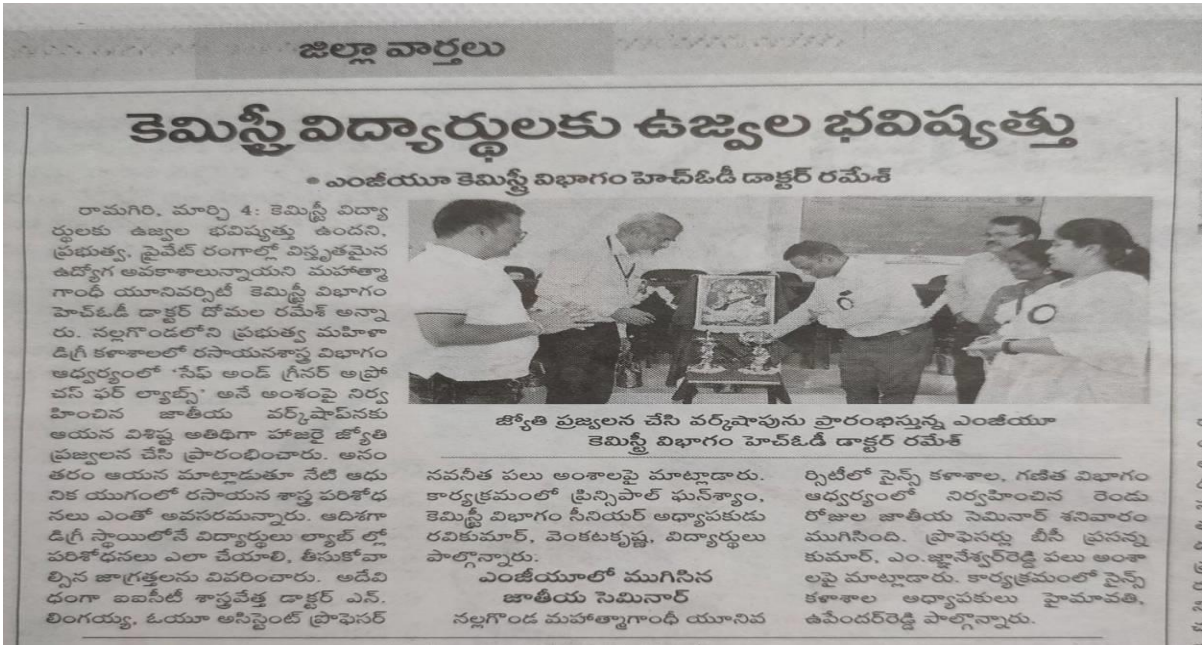 జిల్లా వార్తలు
కెమిస్ట్రీ విద్యార్థులకు ఉజ్వల భవిష్యత్తు
• ఎంజీయూ కెమిస్ట్రీ విభాగం హెచ్ఓడీ డాక్టర్ రమేశ్
రామగిరి, మార్చి 4: కెమిస్ట్రీ విద్యా
ర్థులకు ఉజ్వల భవిష్యత్తు ఉందని,
ప్రభుత్వ, ప్రైవేట్ రంగాల్లో విస్తృతమైన
ఉద్యోగ అవకాశాలున్నాయని మహాత్మా
గాంధీ యూనివర్సిటీ కెమిస్ట్రీ విభాగం
హెచ్ఓడీ డాక్టర్ దోమల రమేశ్ అన్నా
రు. నల్లగొండలోని ప్రభుత్వ మహిళా
డిగ్రీ కళాశాలలో రసాయనశాస్త్ర విభాగం
ఆధ్వర్యంలో 'సేఫ్ అండ్ గ్రీనర్ అప్రో
చస్ ఫర్ ల్యాబ్స్' అనే అంశంపై నిర్వ
హించిన జాతీయ వర్క్‌షాప్‌నకు
ఆయన విశిష్ట అతిథిగా హాజరై జ్యోతి
ప్రజ్వలన చేసి ప్రారంభించారు. అనం
తరం ఆయన మాట్లాడుతూ నేటి ఆధు
నిక యుగంలో రసాయన శాస్త్ర పరిశోధ
నలు ఎంతో అవసరమన్నారు. ఆదిశగా
డిగ్రీ స్థాయిలోనే విద్యార్థులు ల్యాబ్ ల్లో
పరిశోధనలు ఎలా చేయాలి, తీసుకోవా
ల్సిన జాగ్రత్తలను వివరించారు. అదేవి
ధంగా ఐఐసీటీ శాస్త్రవేత్త డాక్టర్ ఎన్.
లింగయ్య, ఓయూ అసిస్టెంట్ ప్రొఫెసర్
జ్యోతి ప్రజ్వలన చేసి వర్క్‌షాపును ప్రారంభిస్తున్న ఎంజీయూ
కెమిస్ట్రీ విభాగం హెచ్ఓడీ డాక్టర్ రమేశ్
నవనీత పలు అంశాలపై మాట్లాడారు.
కార్యక్రమంలో ప్రిన్సిపాల్ ఘన్‌శ్యాం,
కెమిస్ట్రీ విభాగం సీనియర్ అధ్యాపకుడు
రవికుమార్, వెంకటకృష్ణ, విద్యార్థులు
పాల్గొన్నారు.
ఎంజీయూలో ముగిసిన
జాతీయ సెమినార్
నల్లగొండ మహాత్మాగాంధీ యూనివ
ర్సిటీలో సైన్స్ కళాశాల, గణిత విభాగం
ఆధ్వర్యంలో నిర్వహించిన రెండు
రోజుల జాతీయ సెమినార్ శనివారం
ముగిసింది. ప్రొఫెసర్లు బీసీ ప్రసన్న
కుమార్, ఎం.జ్ఞానేశ్వర్‌రెడ్డి పలు అంశా
లపై మాట్లాడారు. కార్యక్రమంలో సైన్స్
కళాశాల అధ్యాపకులు హైమావతి,
ఉపేందర్‌రెడ్డి పాల్గొన్నారు.